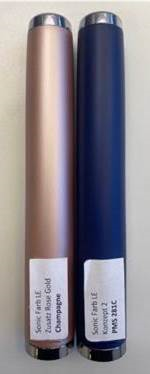 Sonic Farb LE
Zusatz Rose Gold
Champagne
Sonic Farb LE
Konzept 2
PMS 281C